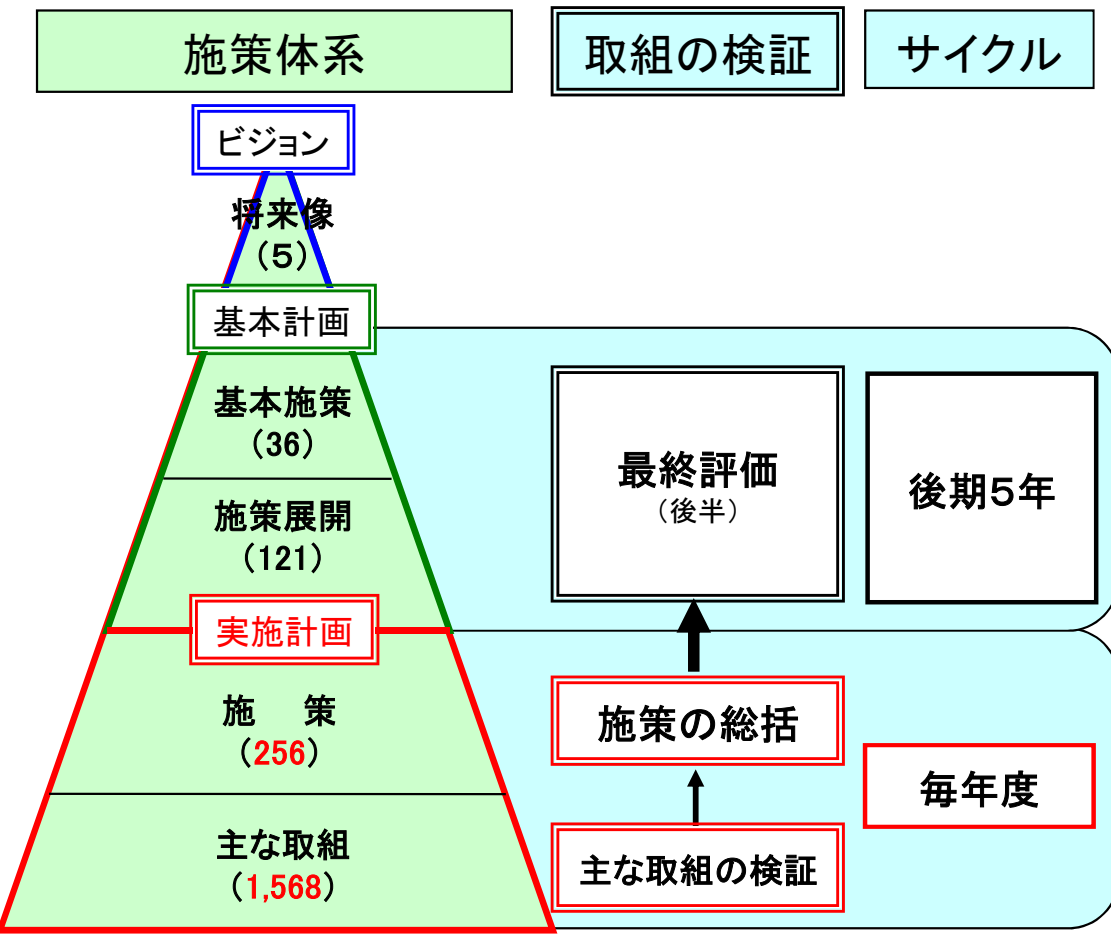 施策体系
取組の検証
サイクル
ビジョン
将来像
（５）
基本計画
基本施策
（36）
施策展開
（121）
実施計画
施　策
（256）
主な取組
（1,568）
最終評価
（後半）
後期５年
施策の総括
毎年度
主な取組の検証